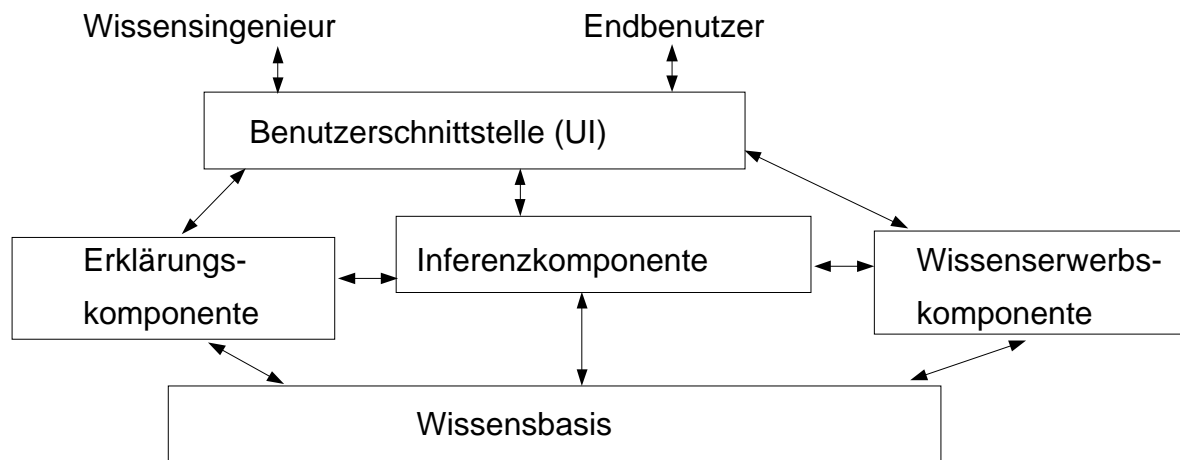 Wissensingenieur
Endbenutzer
Benutzerschnittstelle (UI)
Erklärungs-
komponente
Inferenzkomponente
Wissenserwerbs-
komponente
Wissensbasis